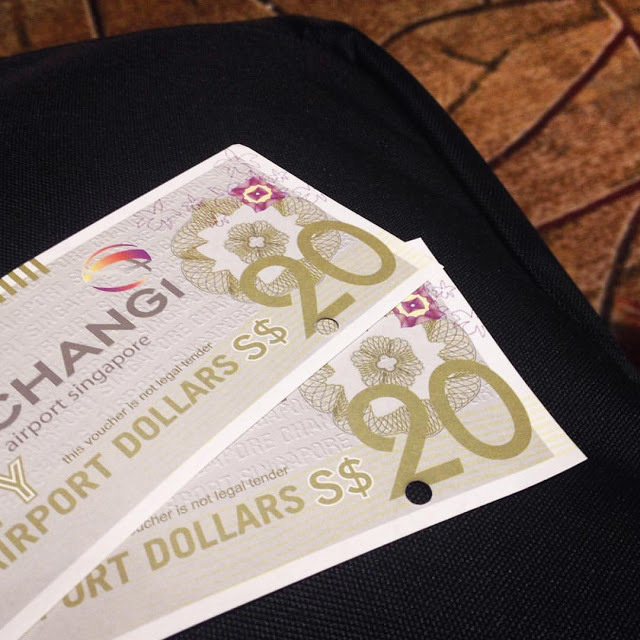 CHANGI
airport singapore
this voucher is not legal tender
Y
AIRPORT DOLLARS S$20
voucher is not legal tender
PORT DOLLARS S$20